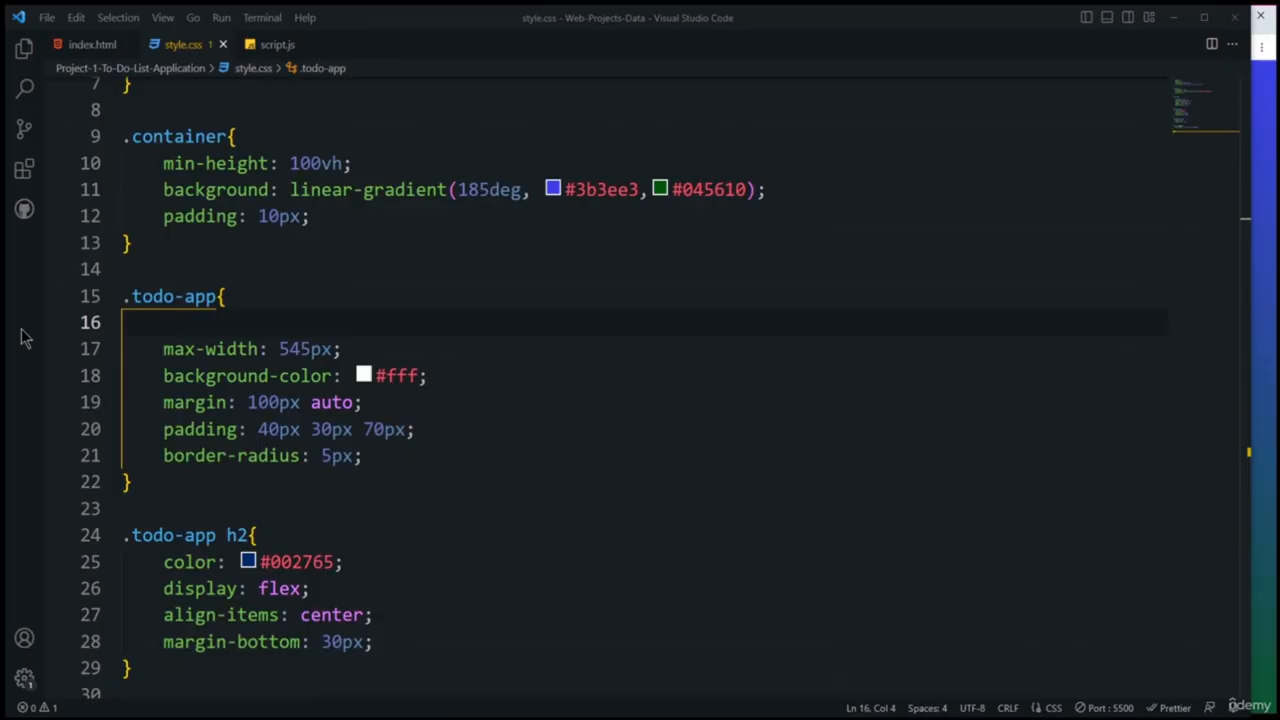 File Edit Selection View Go Run Terminal Help style.css - Web-Projects-Data - Visual Studio Code
index.html style.css 1 script.js
Project-1-To-Do-List-Application > style.css > .todo-app
7 }
8
9 .container{
10 min-height: 100vh;
11 background: linear-gradient(185deg, #3b3ee3, #045610);
12 padding: 10px;
13 }
14
15 .todo-app{
16
17 max-width: 545px;
18 background-color: #fff;
19 margin: 100px auto;
20 padding: 40px 30px 70px;
21 border-radius: 5px;
22 }
23
24 .todo-app h2{
25 color: #002765;
26 display: flex;
27 align-items: center;
28 margin-bottom: 30px;
29 }
30
1
0 1 Ln 16, Col 4 Spaces: 4 UTF-8 CRLF CSS Port : 5500 Prettier
ûdemy